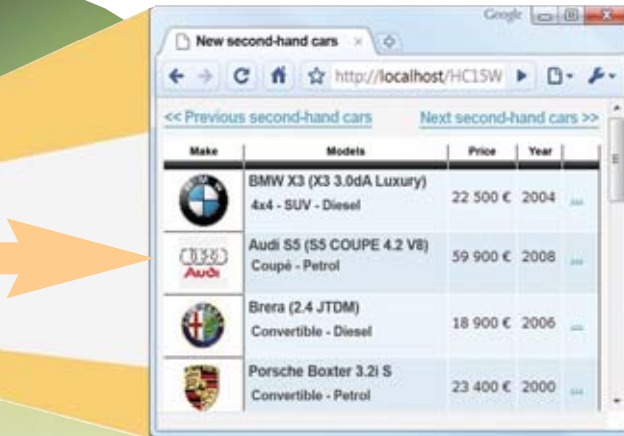 Google
New second-hand cars
http://localhost/HC1SW
<< Previous second-hand cars Next second-hand cars >>
Make Models Price Year
BMW X3 (X3 3.0dA Luxury)
4x4 - SUV - Diesel
22 500 € 2004 ...
Audi S5 (S5 COUPE 4.2 V8)
Coupé - Petrol
59 900 € 2008 ...
Audi
Brera (2.4 JTDM)
Convertible - Diesel
18 900 € 2006 ...
Porsche Boxter 3.2i S
Convertible - Petrol
23 400 € 2000 ...